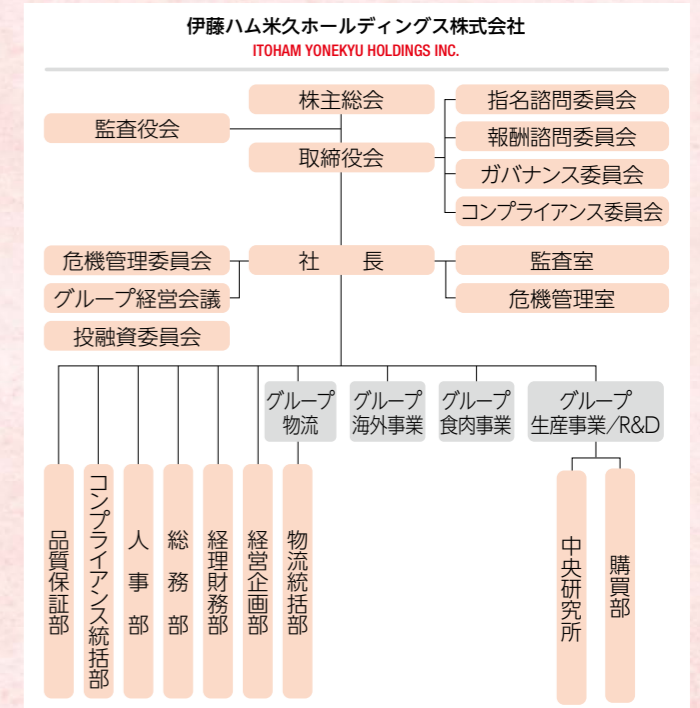 伊藤ハム米久ホールディングス株式会社
ITOHAM YONEKYU HOLDINGS INC.
株主総会
監査役会
取締役会
指名諮問委員会
報酬諮問委員会
ガバナンス委員会
コンプライアンス委員会
危機管理委員会
社 長
監査室
グループ経営会議
危機管理室
投融資委員会
グループ
物流
グループ
海外事業
グループ
食肉事業
グループ
生産事業/R&D
品質保証部
コンプライアンス統括部
人事部
総務部
経理財務部
経営企画部
物流統括部
中央研究所
購買部